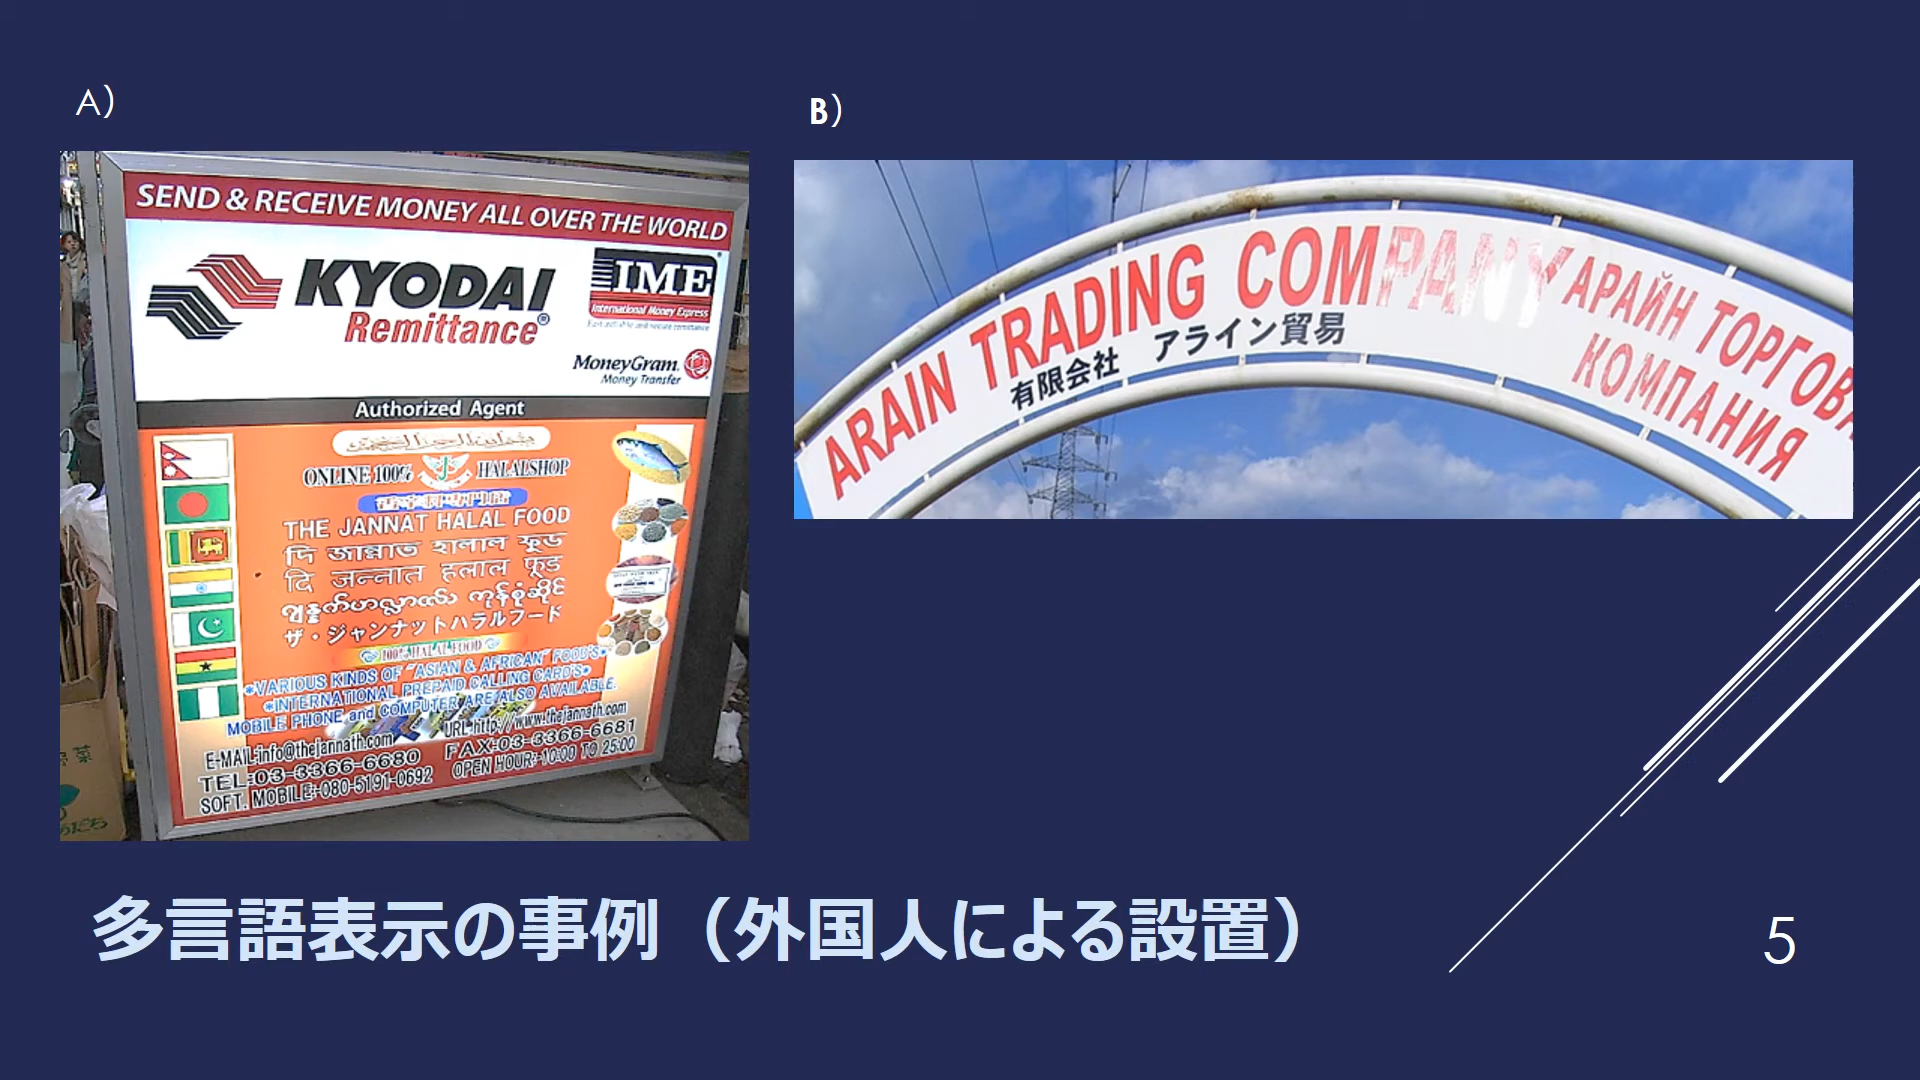 A)
SEND & RECEIVE MONEY ALL OVER THE WORLD
KYODAI
Remittance®
IME
International Money Express
MoneyGram
Money Transfer
Authorized Agent
ONLINE 100% HALALSHOP
THE JANNAT HALAL FOOD
দি জান্নাত হালাল ফুড
दि जन्नात हलाल फूड
ザ・ジャンナットハラルフード
100% HALAL FOOD
*VARIOUS KINDS OF "ASIAN & AFRICAN" FOOD'S*
*INTERNATIONAL PREPAID CALLING CARD'S*
MOBILE PHONE and COMPUTER ARE ALSO AVAILABLE.
E-MAIL-info@thejannath.com URL-http://www.thejannath.com
TEL:03-3366-6680 FAX:03-3366-6681
SOFT. MOBILE:-080-5191-0692 OPEN HOUR:-10:00 TO 25:00
B)
ARAIN TRADING COMPANY
有限会社 アライン貿易
АРАЙН ТОРГОВА
КОМПАНИЯ
多言語表示の事例（外国人による設置）
5